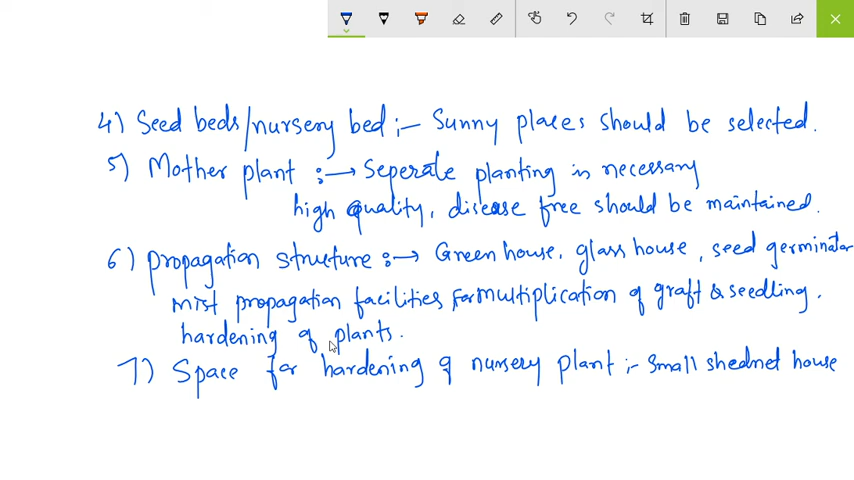 4) Seed beds/nursery bed :- Sunny places should be selected.
5) Mother plant :→ Seperate planting is necessary
high quality, disease free should be maintained.
6) propagation structure :→ Green house, glass house, seed germinator
mist propagation facilities for multiplication of graft & seedling.
hardening of plants.
7) Space for hardening of nursery plant :- Small shednet house